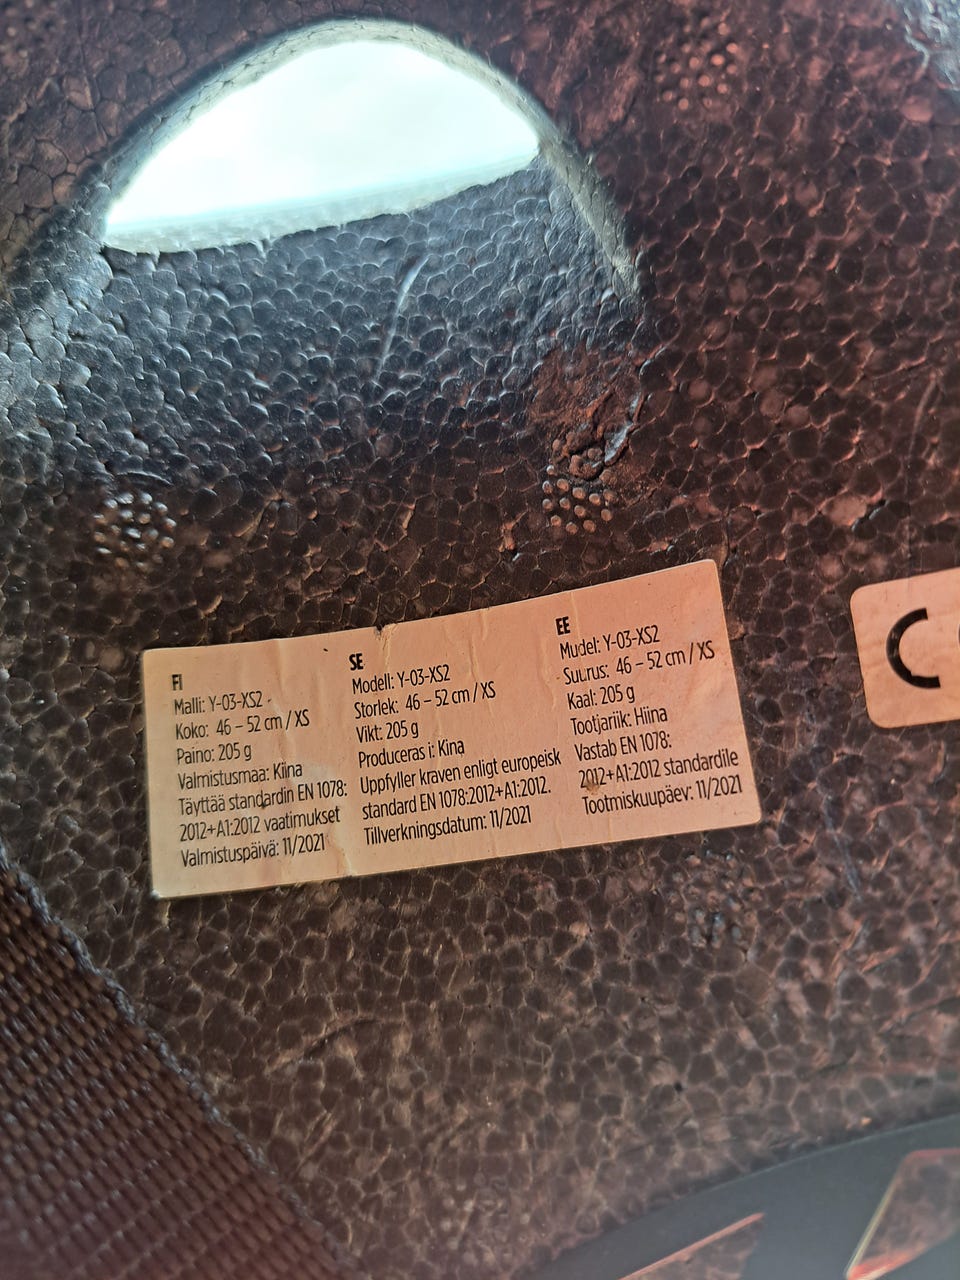 FI
Malli: Y-03-XS2
Koko: 46 – 52 cm / XS
Paino: 205 g
Valmistusmaa: Kiina
Täyttää standardin EN 1078:
2012+A1:2012 vaatimukset
Valmistuspäivä: 11/2021
SE
Modell: Y-03-XS2
Storlek: 46 – 52 cm / XS
Vikt: 205 g
Produceras i: Kina
Uppfyller kraven enligt europeisk
standard EN 1078:2012+A1:2012.
Tillverkningsdatum: 11/2021
EE
Mudel: Y-03-XS2
Suurus: 46 – 52 cm / XS
Kaal: 205 g
Tootjariik: Hiina
Vastab EN 1078:
2012+A1:2012 standardile
Tootmiskuupäev: 11/2021
C